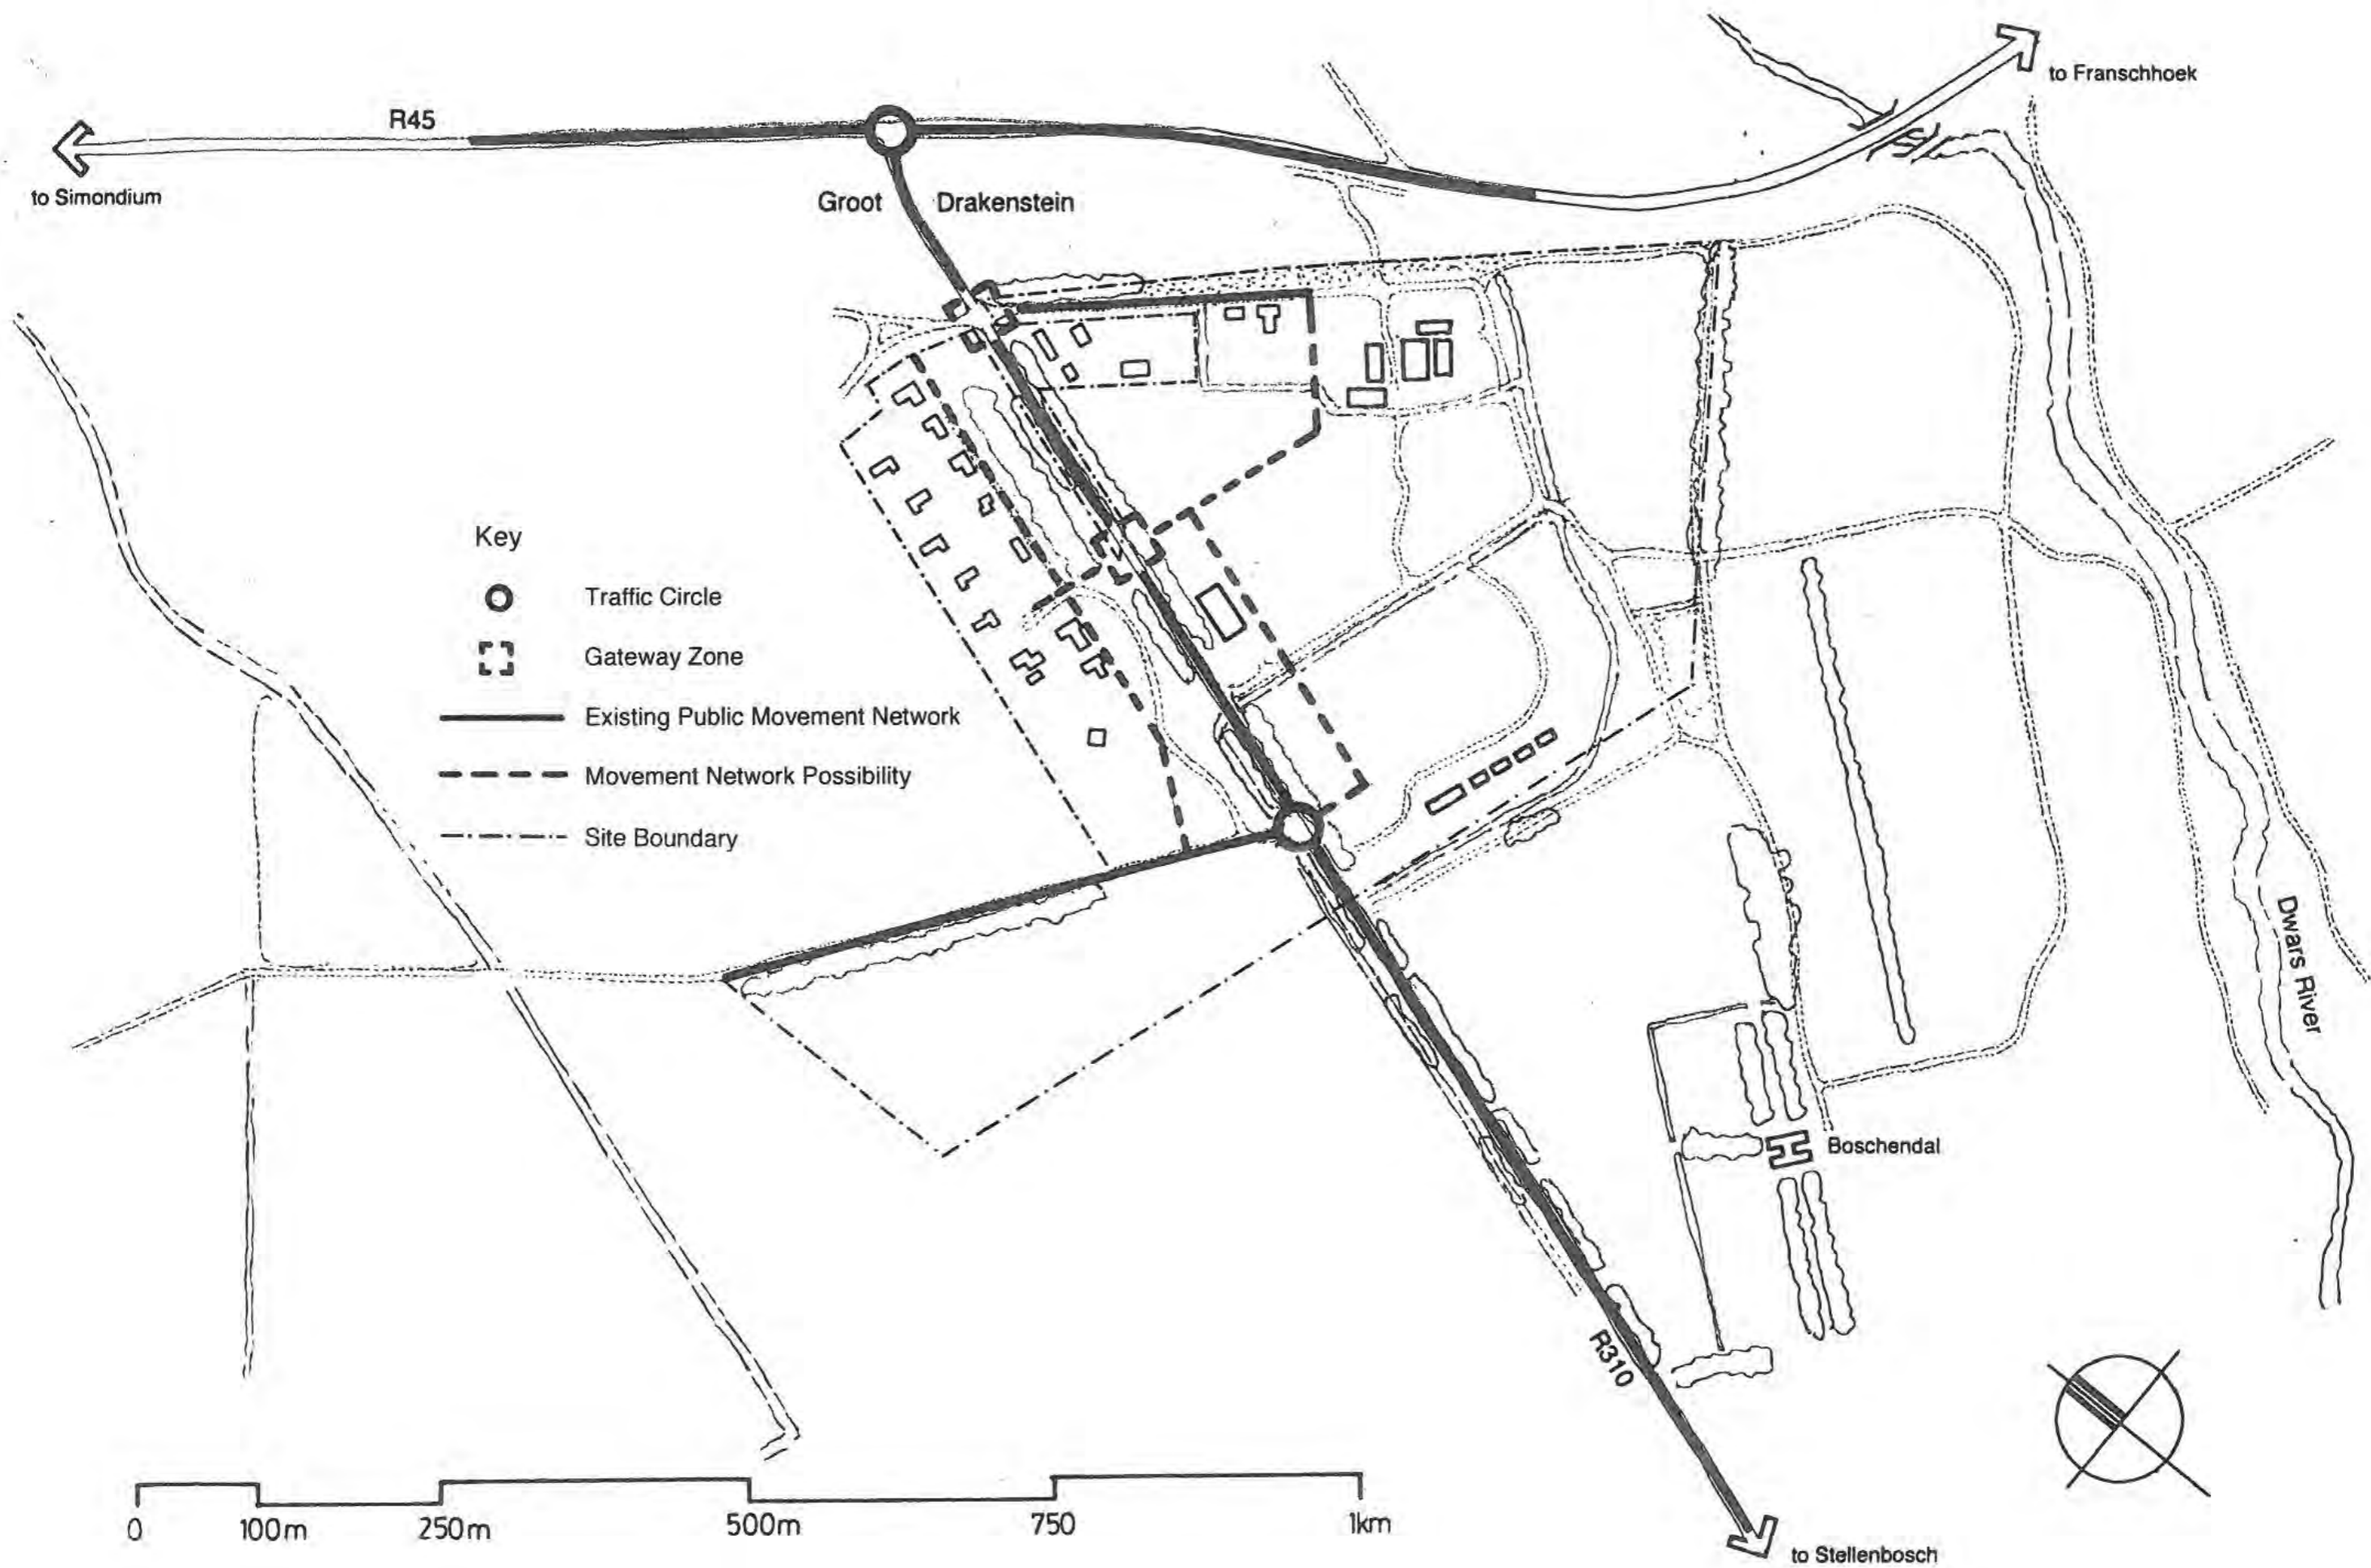 to Franschhoek
R45
to Simondium
Groot Drakenstein
Key
Traffic Circle
Gateway Zone
Existing Public Movement Network
Movement Network Possibility
Site Boundary
Dwars River
Boschendal
R310
0 100m 250m 500m 750 1km
to Stellenbosch